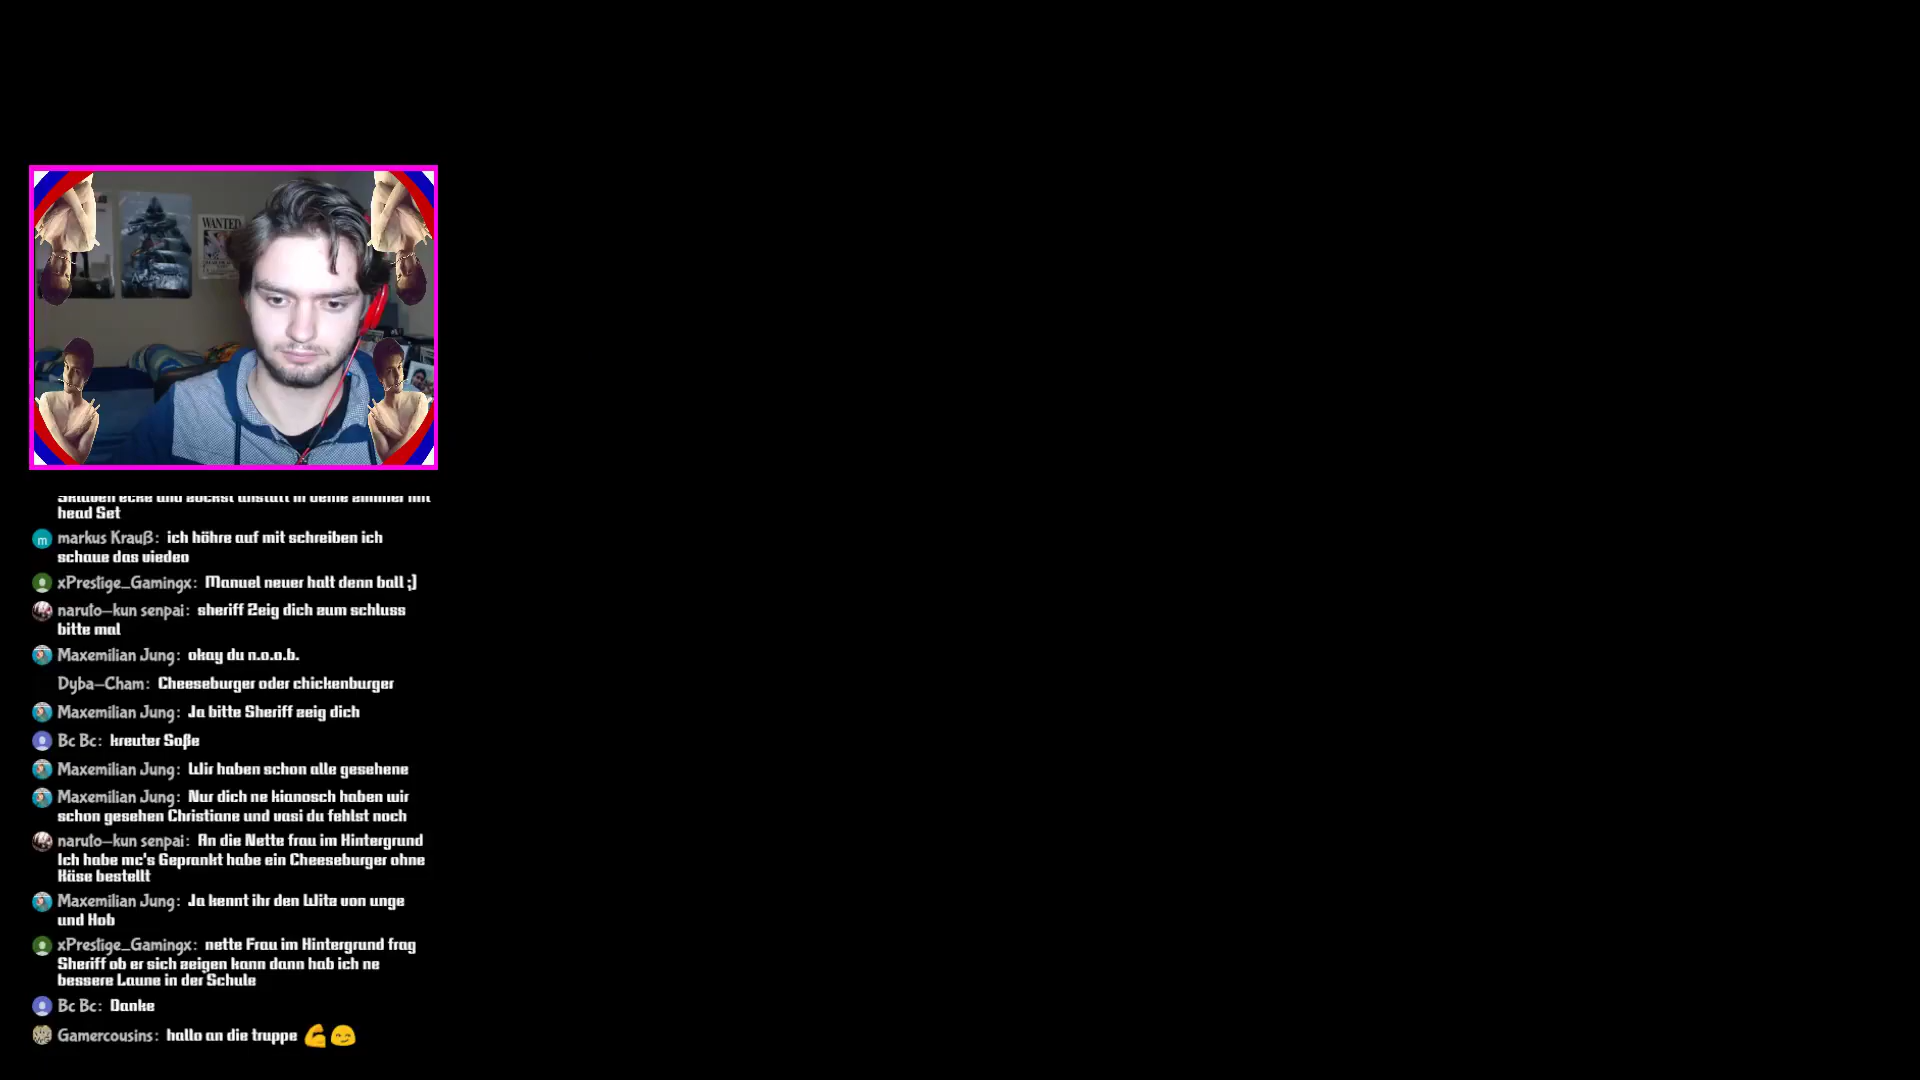 WANTED
head Set
markus Krauß: ich höhre auf mit schreiben ich
schaue das viedeo
xPrestige_Gamingx: Manuel neuer halt denn ball ;)
naruto-kun senpai: sheriff Zeig dich zum schluss
bitte mal
Maxemilian Jung: okay du n.o.o.b.
Dyba-Cham: Cheeseburger oder chickenburger
Maxemilian Jung: Ja bitte Sheriff zeig dich
Bc Bc: kreuter Soße
Maxemilian Jung: Wir haben schon alle gesehene
Maxemilian Jung: Nur dich ne kianosch haben wir
schon gesehen Christiane und vasi du fehlst noch
naruto-kun senpai: An die Nette frau im Hintergrund
Ich habe mc's Geprankt habe ein Cheeseburger ohne
Käse bestellt
Maxemilian Jung: Ja kennt ihr den Witz von unge
und Hob
xPrestige_Gamingx: nette Frau im Hintergrund frag
Sheriff ob er sich zeigen kann dann hab ich ne
bessere Laune in der Schule
Bc Bc: Danke
Gamercousins: hallo an die truppe 💪😏